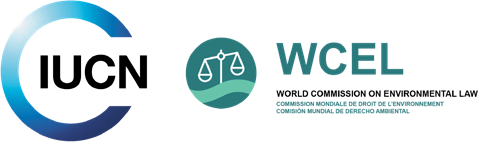 IUCN
WCEL
WORLD COMMISSION ON ENVIRONMENTAL LAW
COMMISSION MONDIALE DE DROIT DE L'ENVIRONNEMENT
COMISIÓN MUNDIAL DE DERECHO AMBIENTAL